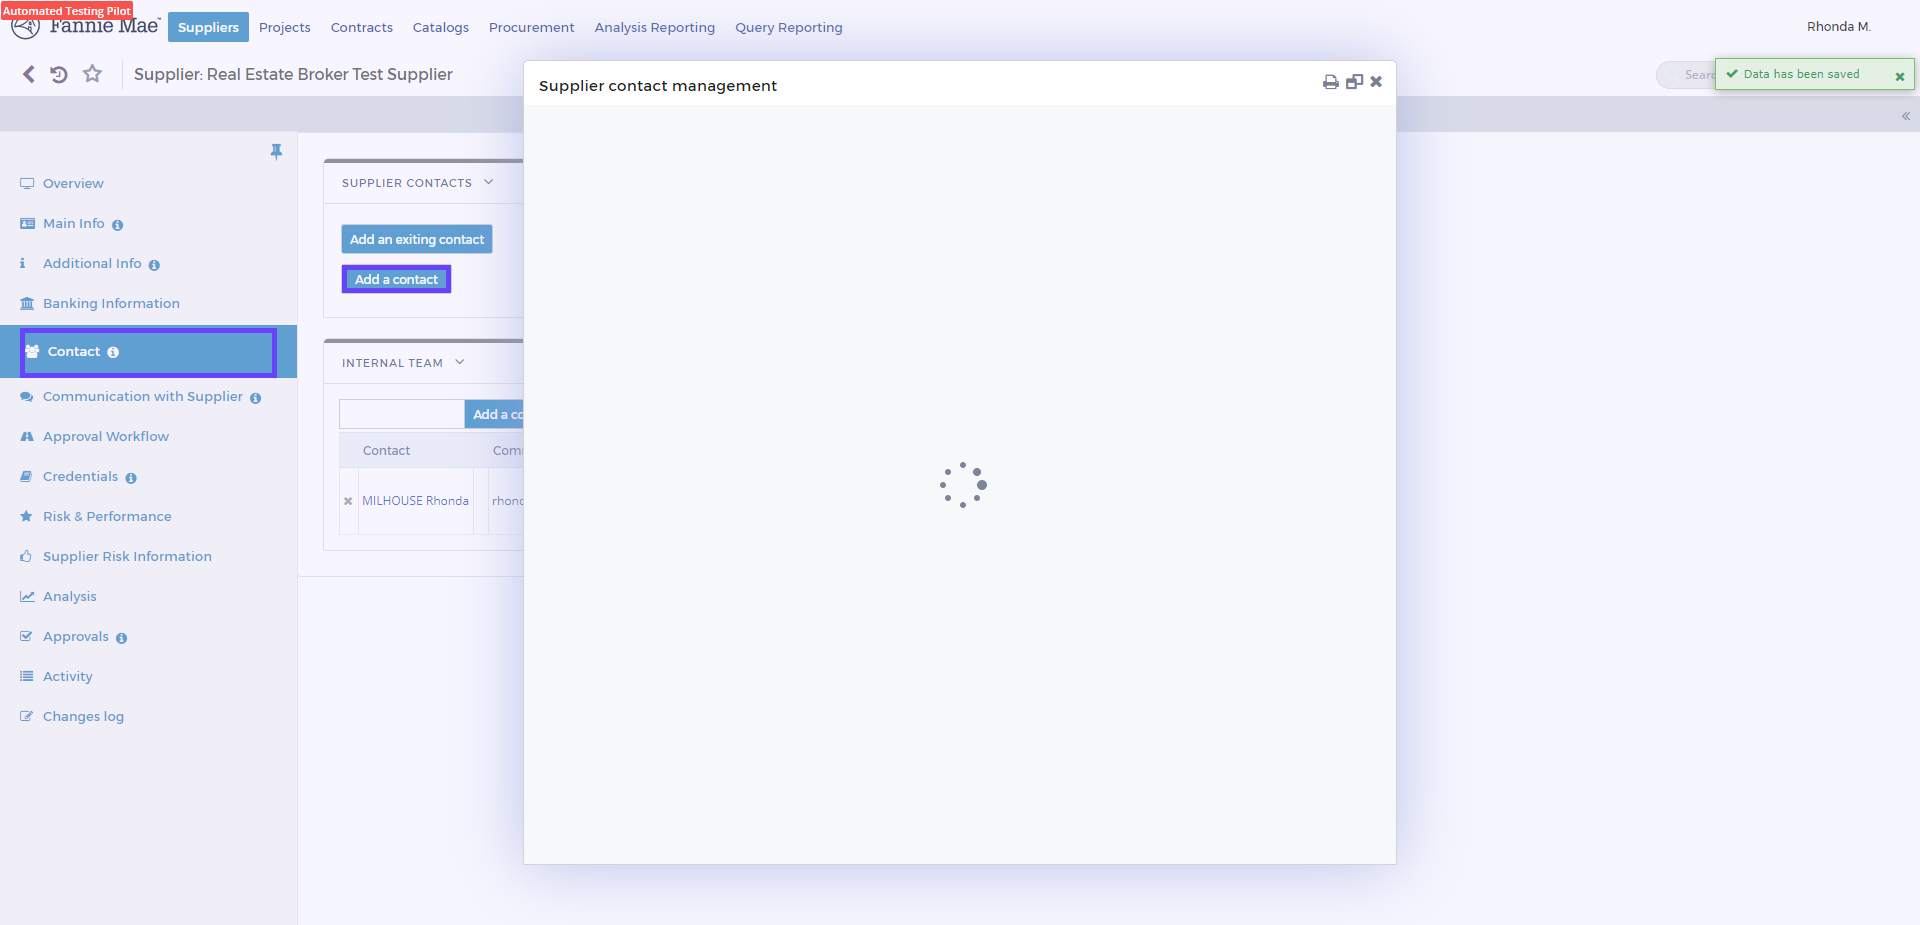 Automated Testing Pilot
Fannie Mae
Suppliers
Projects
Contracts
Catalogs
Procurement
Analysis Reporting
Query Reporting
Rhonda M.
Supplier: Real Estate Broker Test Supplier
Searc
Data has been saved
Supplier contact management
Overview
Main Info
Additional Info
Banking Information
Contact
Communication with Supplier
Approval Workflow
Credentials
Risk & Performance
Supplier Risk Information
Analysis
Approvals
Activity
Changes log
SUPPLIER CONTACTS
Add an exiting contact
Add a contact
INTERNAL TEAM
Add a co
Contact
Com
MILHOUSE Rhonda
rhond